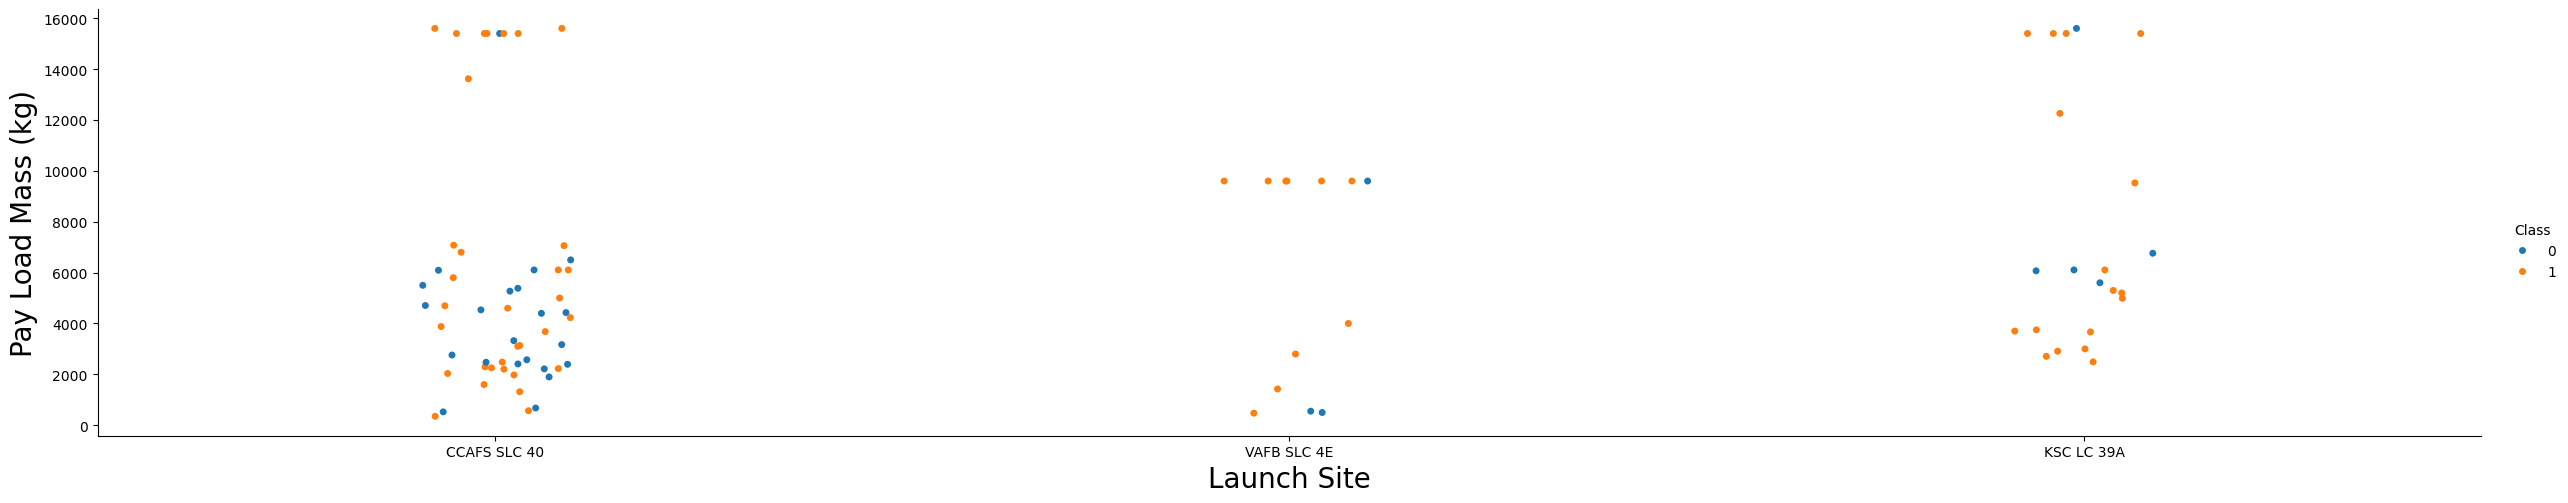 Pay Load Mass (kg)
16000
14000
12000
10000
8000
6000
4000
2000
0
CCAFS SLC 40
VAFB SLC 4E
KSC LC 39A
Launch Site
Class
0
1